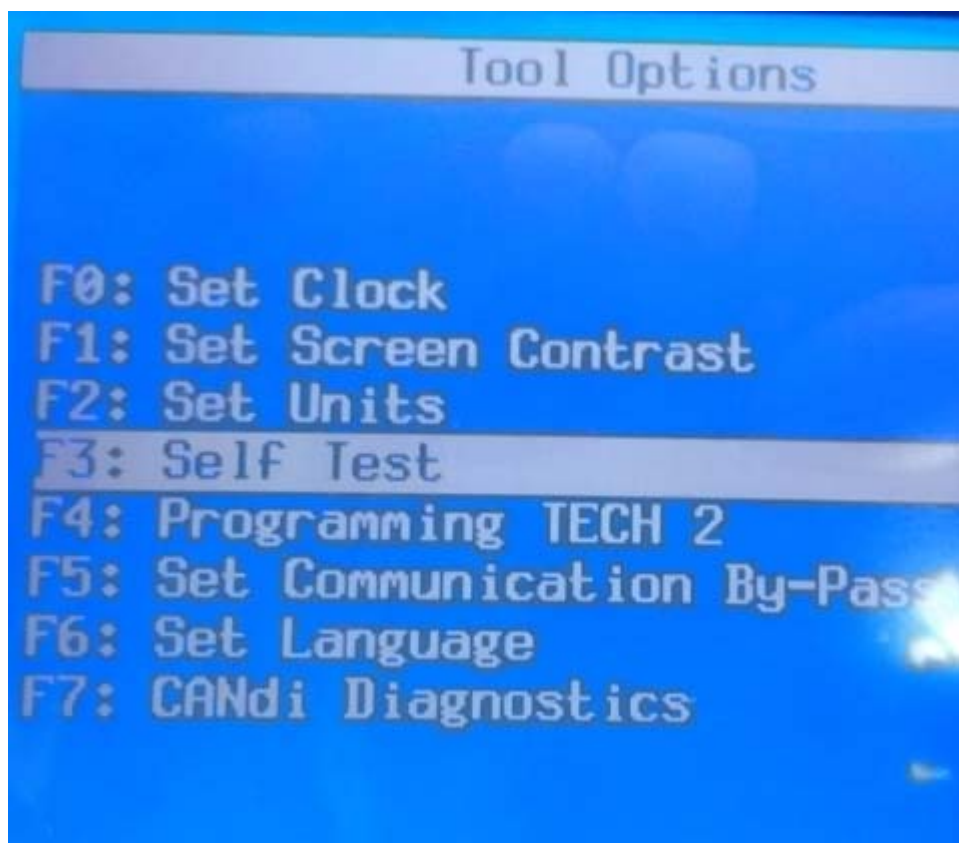 Tool Options
F0: Set Clock
F1: Set Screen Contrast
F2: Set Units
F3: Self Test
F4: Programming TECH 2
F5: Set Communication By-Pass
F6: Set Language
F7: CANdi Diagnostics